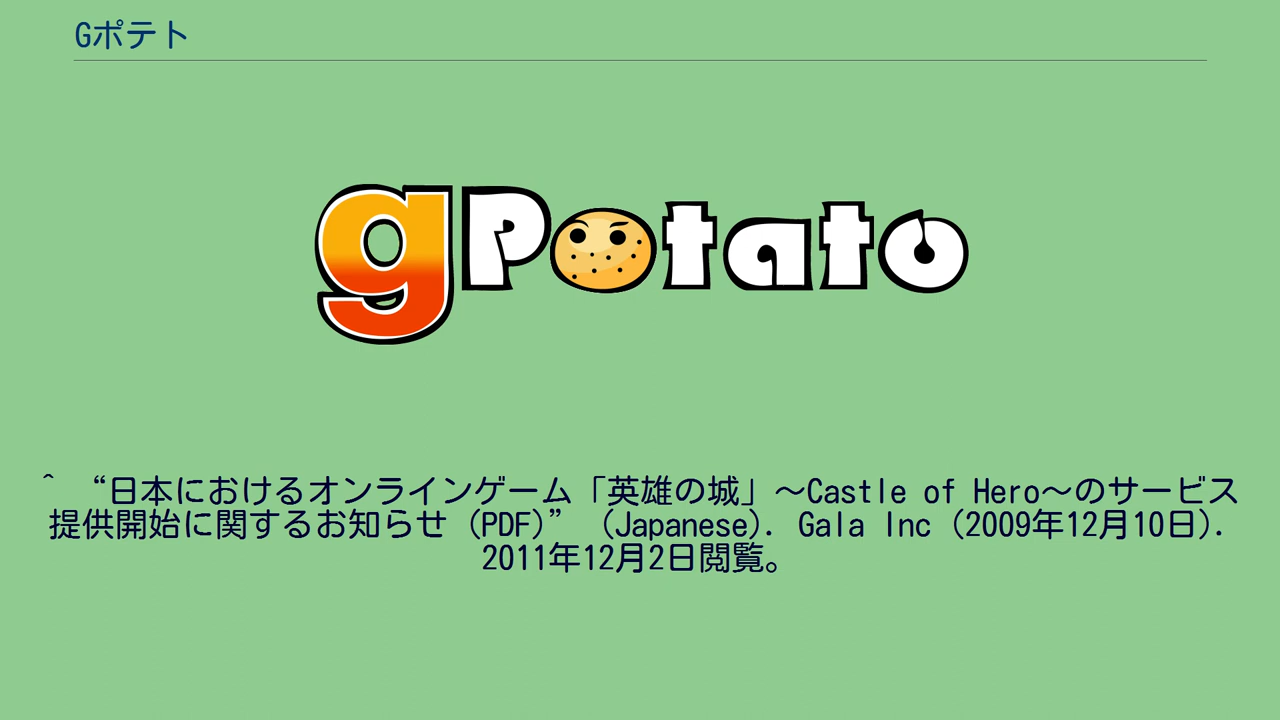 Gポテト
gPotato
^ “日本におけるオンラインゲーム「英雄の城」～Castle of Hero～のサービス
提供開始に関するお知らせ (PDF)” (Japanese). Gala Inc (2009年12月10日).
2011年12月2日閲覧。